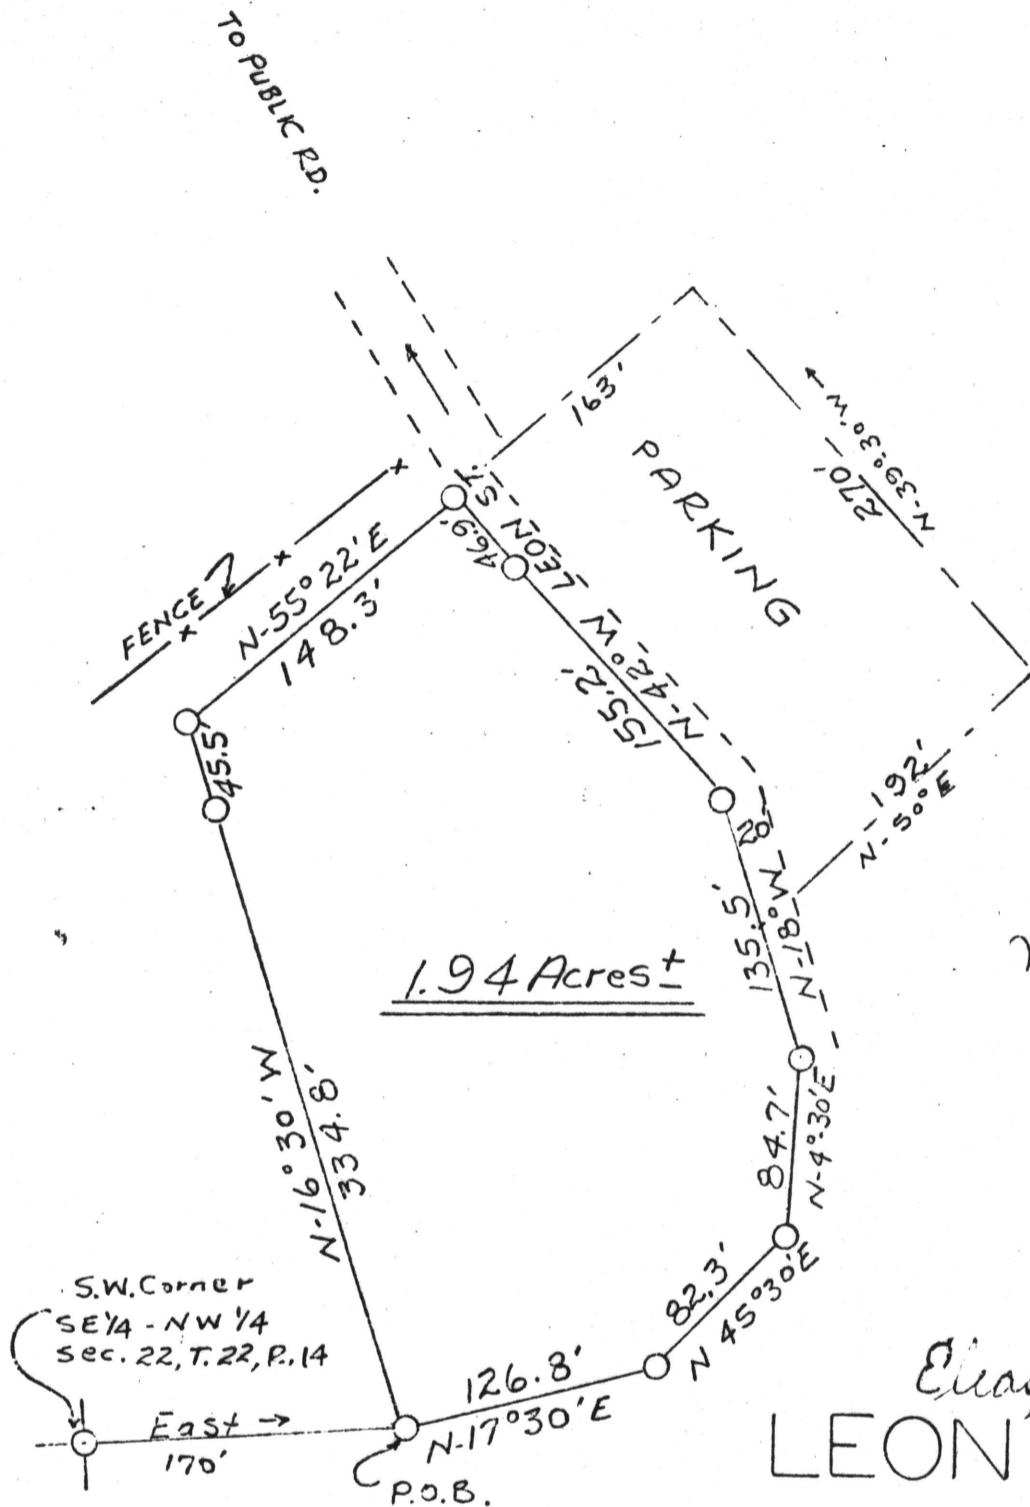 TO PUBLIC RD.
163'
PARKING
N-39°-30'W
270'
192'
N-50°E
FENCE
N-55°22'E
148.3'
46.9'
LEON ST.
N-42°W
155.2'
45.5'
20'
N-18°W
135.5'
1.94 Acres ±
N-16°30'W
334.8'
84.7'
N-4°-30'E
82.3'
N 45°30'E
S.W. Corner
SE 1/4 - NW 1/4
Sec. 22, T. 22, R. 14
East →
170'
126.8'
N-17°30'E
P.O.B.
LEON